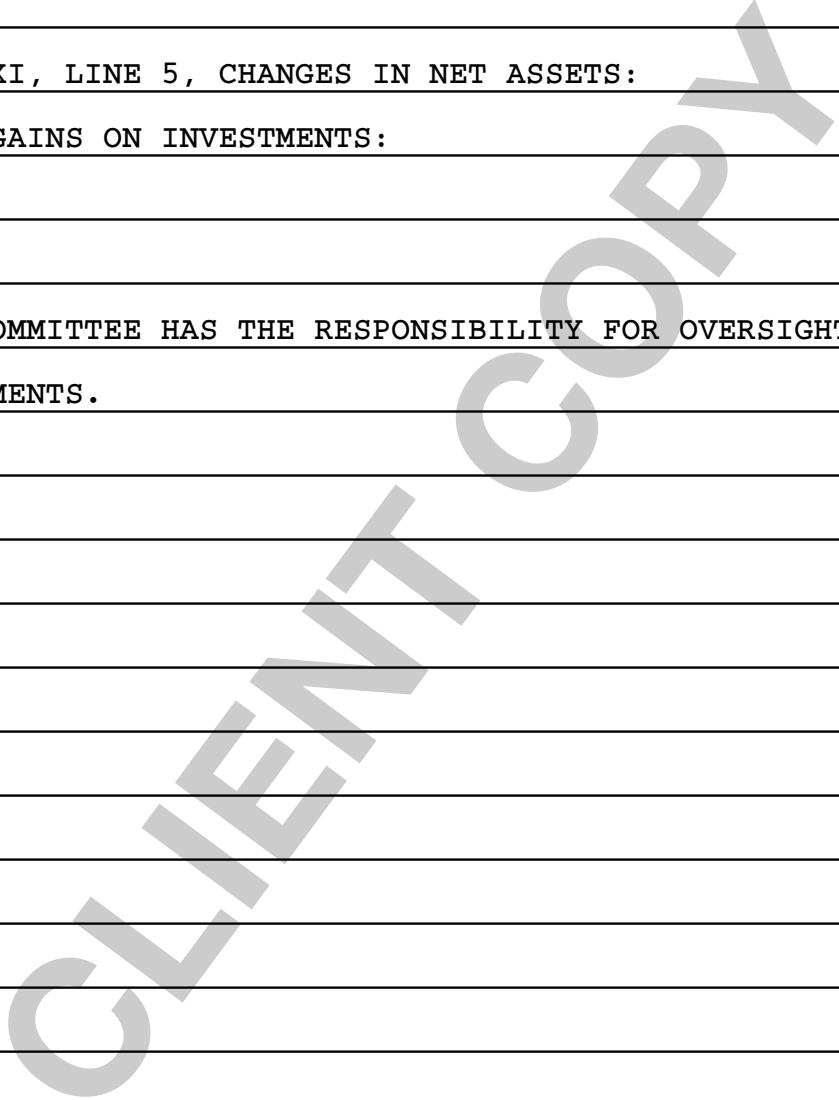 XI, LINE 5, CHANGES IN NET ASSETS:
GAINS ON INVESTMENTS:
OMMITTEE HAS THE RESPONSIBILITY FOR OVERSIGHT
MENTS.
CLIENT COPY